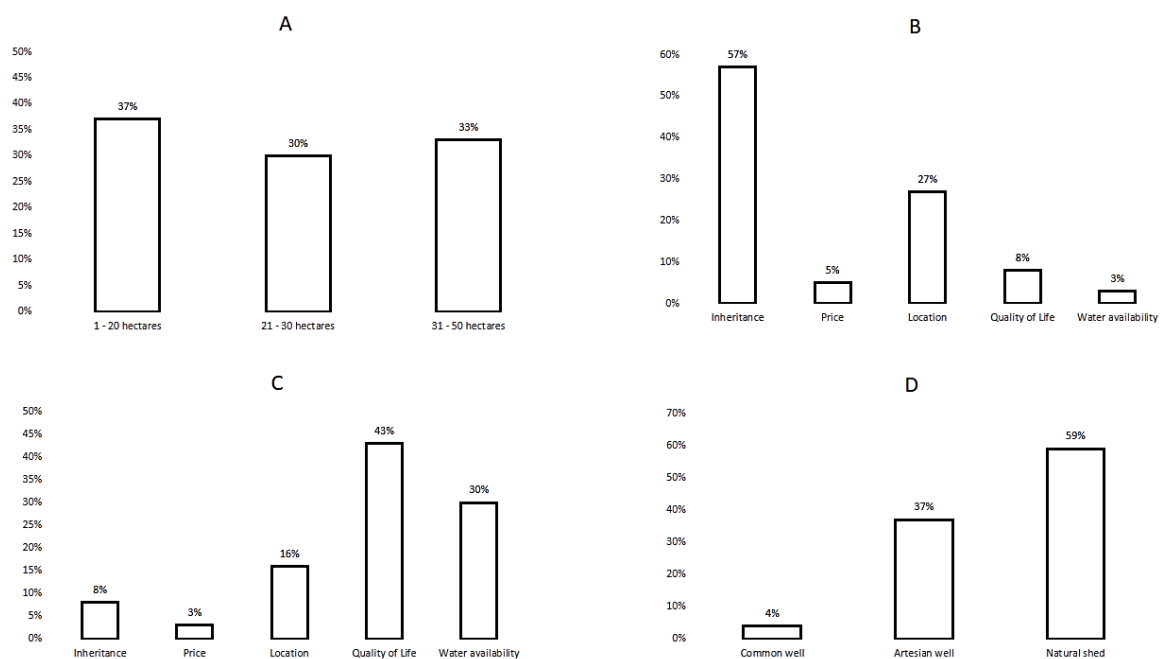 A
50%
45%
40%
35%
30%
25%
20%
15%
10%
5%
0%
37%
30%
33%
1 - 20 hectares
21 - 30 hectares
31 - 50 hectares
B
60%
50%
40%
30%
20%
10%
0%
57%
5%
27%
8%
3%
Inheritance
Price
Location
Quality of Life
Water availability
C
50%
45%
40%
35%
30%
25%
20%
15%
10%
5%
0%
8%
3%
16%
43%
30%
Inheritance
Price
Location
Quality of Life
Water availability
D
70%
60%
50%
40%
30%
20%
10%
0%
4%
37%
59%
Common well
Artesian well
Natural shed